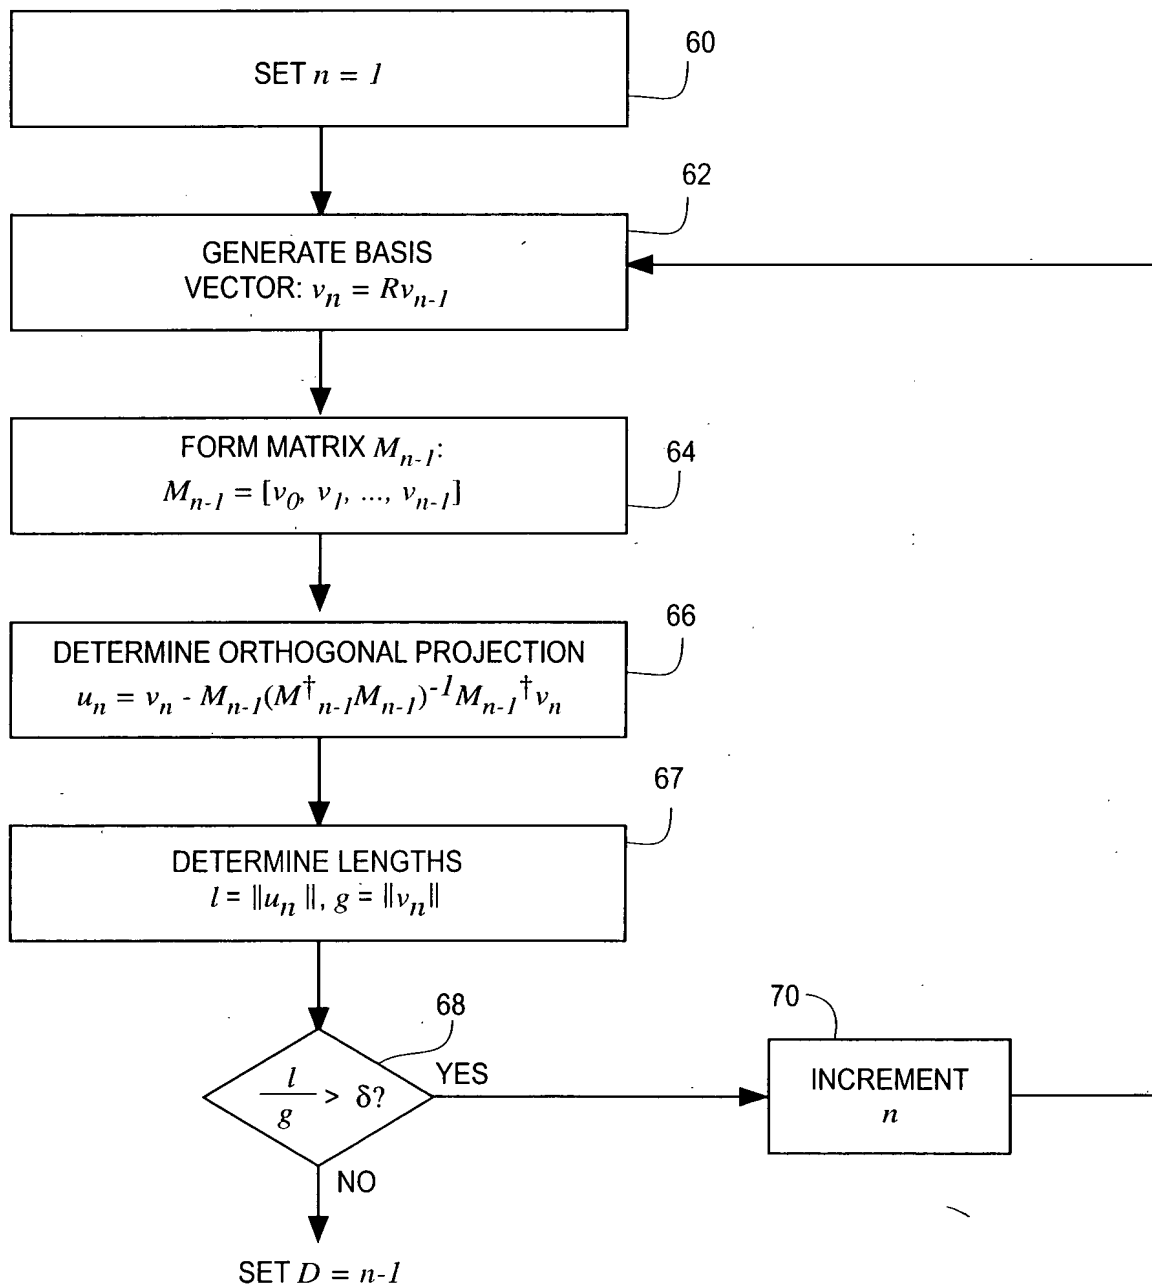 60
SET n = 1
62
GENERATE BASIS
VECTOR: vn = Rvn-1
64
FORM MATRIX Mn-1:
Mn-1 = [v0, v1, ..., vn-1]
66
DETERMINE ORTHOGONAL PROJECTION
un = vn - Mn-1(M†n-1Mn-1)-1Mn-1†vn
67
DETERMINE LENGTHS
l = ||un ||, g = ||vn||
68
l/g > δ?
YES
70
INCREMENT
n
NO
SET D = n-1